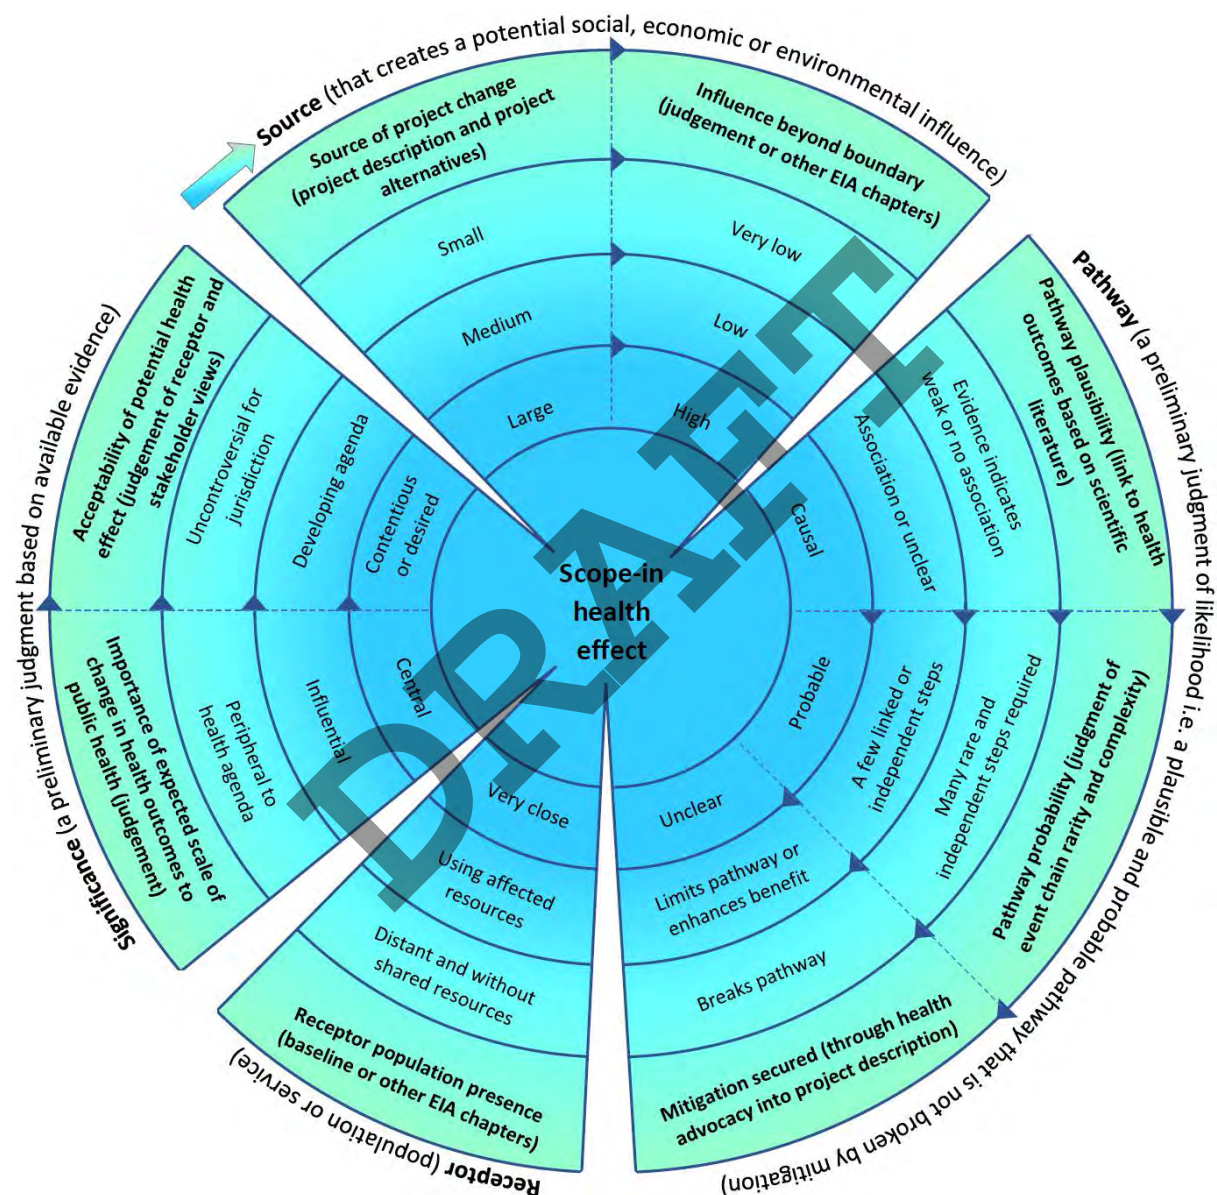 Source (that creates a potential social, economic or environmental influence)
Source of project change
(project description and project
alternatives)
Small
Medium
Large
Influence beyond boundary
(judgement or other EIA chapters)
Very low
Low
High
Pathway (a preliminary judgment of likelihood i.e. a plausible and probable pathway that is not broken by mitigation)
Pathway plausibility (link to health
outcomes based on scientific
literature)
Evidence indicates
weak or no association
Association or unclear
Causal
Pathway probability (judgment of
event chain rarity and complexity)
Many rare and
independent steps required
A few linked or
independent steps
Probable
Mitigation secured (through health
advocacy into project description)
Breaks pathway
Limits pathway or
enhances benefit
Unclear
Receptor (population or service)
Receptor population presence
(baseline or other EIA chapters)
Distant and without
shared resources
Using affected
resources
Very close
Significance (a preliminary judgment based on available evidence)
Importance of expected scale of
change in health outcomes to
public health (judgement)
Peripheral to
health agenda
Influential
Central
Acceptability of potential health
effect (judgement of receptor and
stakeholder views)
Uncontroversial for
jurisdiction
Developing agenda
Contentious
or desired
Scope-in
health
effect
DRAFT